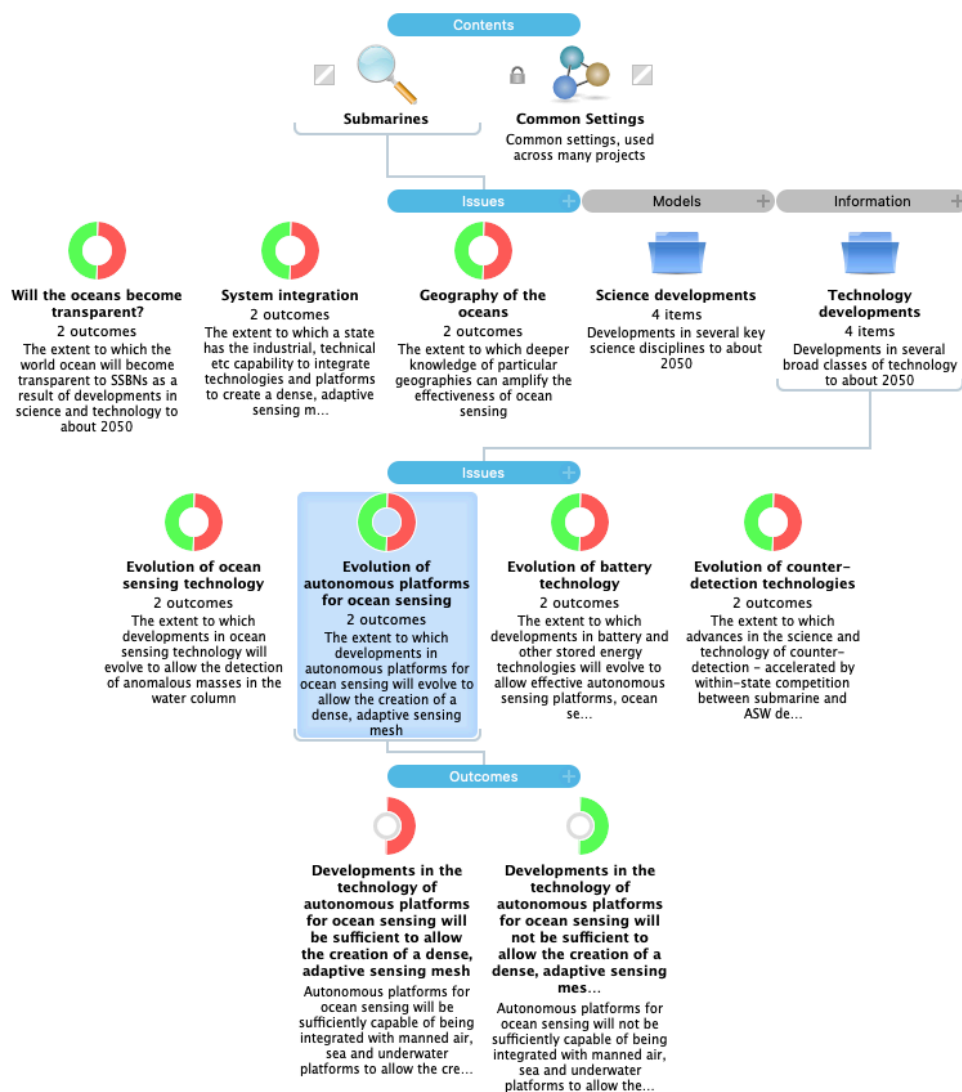 Contents
Submarines
Common Settings
Common settings, used
across many projects
Issues
Models
Information
Will the oceans become
transparent?
2 outcomes
The extent to which the
world ocean will become
transparent to SSBNs as a
result of developments in
science and technology to
about 2050
System integration
2 outcomes
The extent to which a state
has the industrial, technical
etc capability to integrate
technologies and platforms
to create a dense, adaptive
sensing m…
Geography of the
oceans
2 outcomes
The extent to which deeper
knowledge of particular
geographies can amplify the
effectiveness of ocean
sensing
Science developments
4 items
Developments in several key
science disciplines to about
2050
Technology
developments
4 items
Developments in several
broad classes of technology
to about 2050
Issues
Evolution of ocean
sensing technology
2 outcomes
The extent to which
developments in ocean
sensing technology will
evolve to allow the detection
of anomalous masses in the
water column
Evolution of
autonomous platforms
for ocean sensing
2 outcomes
The extent to which
developments in
autonomous platforms for
ocean sensing will evolve to
allow the creation of a
dense, adaptive sensing
mesh
Evolution of battery
technology
2 outcomes
The extent to which
developments in battery and
other stored energy
technologies will evolve to
allow effective autonomous
sensing platforms, ocean
se…
Evolution of counter-
detection technologies
2 outcomes
The extent to which
advances in the science and
technology of counter-
detection – accelerated by
within-state competition
between submarine and
ASW de…
Outcomes
Developments in the
technology of
autonomous platforms
for ocean sensing will
be sufficient to allow
the creation of a dense,
adaptive sensing mesh
Autonomous platforms for
ocean sensing will be
sufficiently capable of being
integrated with manned air,
sea and underwater
platforms to allow the cre…
Developments in the
technology of
autonomous platforms
for ocean sensing will
not be sufficient to
allow the creation of a
dense, adaptive sensing
mes…
Autonomous platforms for
ocean sensing will not be
sufficiently capable of being
integrated with manned air,
sea and underwater
platforms to allow the…